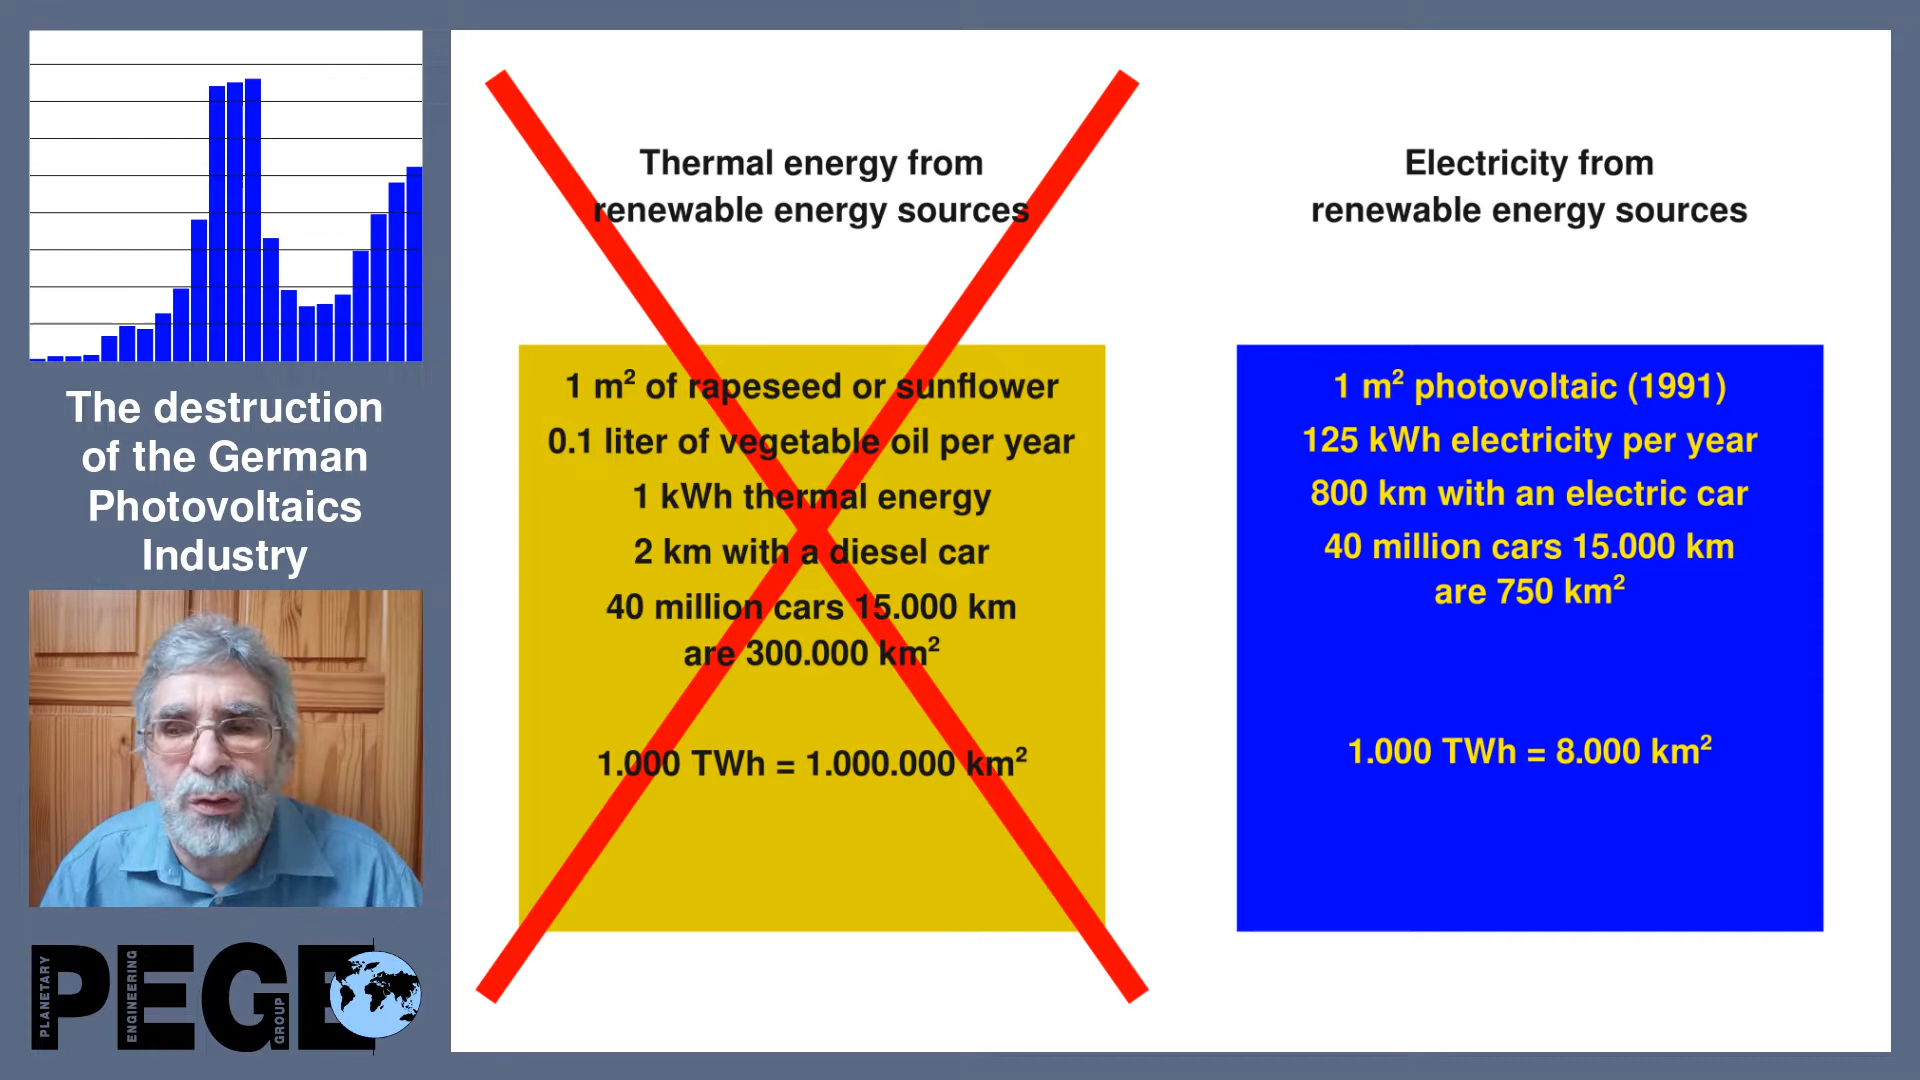 The destruction
of the German
Photovoltaics
Industry
PEGE
PLANETARY
ENGINEERING
GROUP
Thermal energy from
renewable energy sources
1 m² of rapeseed or sunflower
0.1 liter of vegetable oil per year
1 kWh thermal energy
2 km with a diesel car
40 million cars 15.000 km
are 300.000 km²
1.000 TWh = 1.000.000 km²
Electricity from
renewable energy sources
1 m² photovoltaic (1991)
125 kWh electricity per year
800 km with an electric car
40 million cars 15.000 km
are 750 km²
1.000 TWh = 8.000 km²